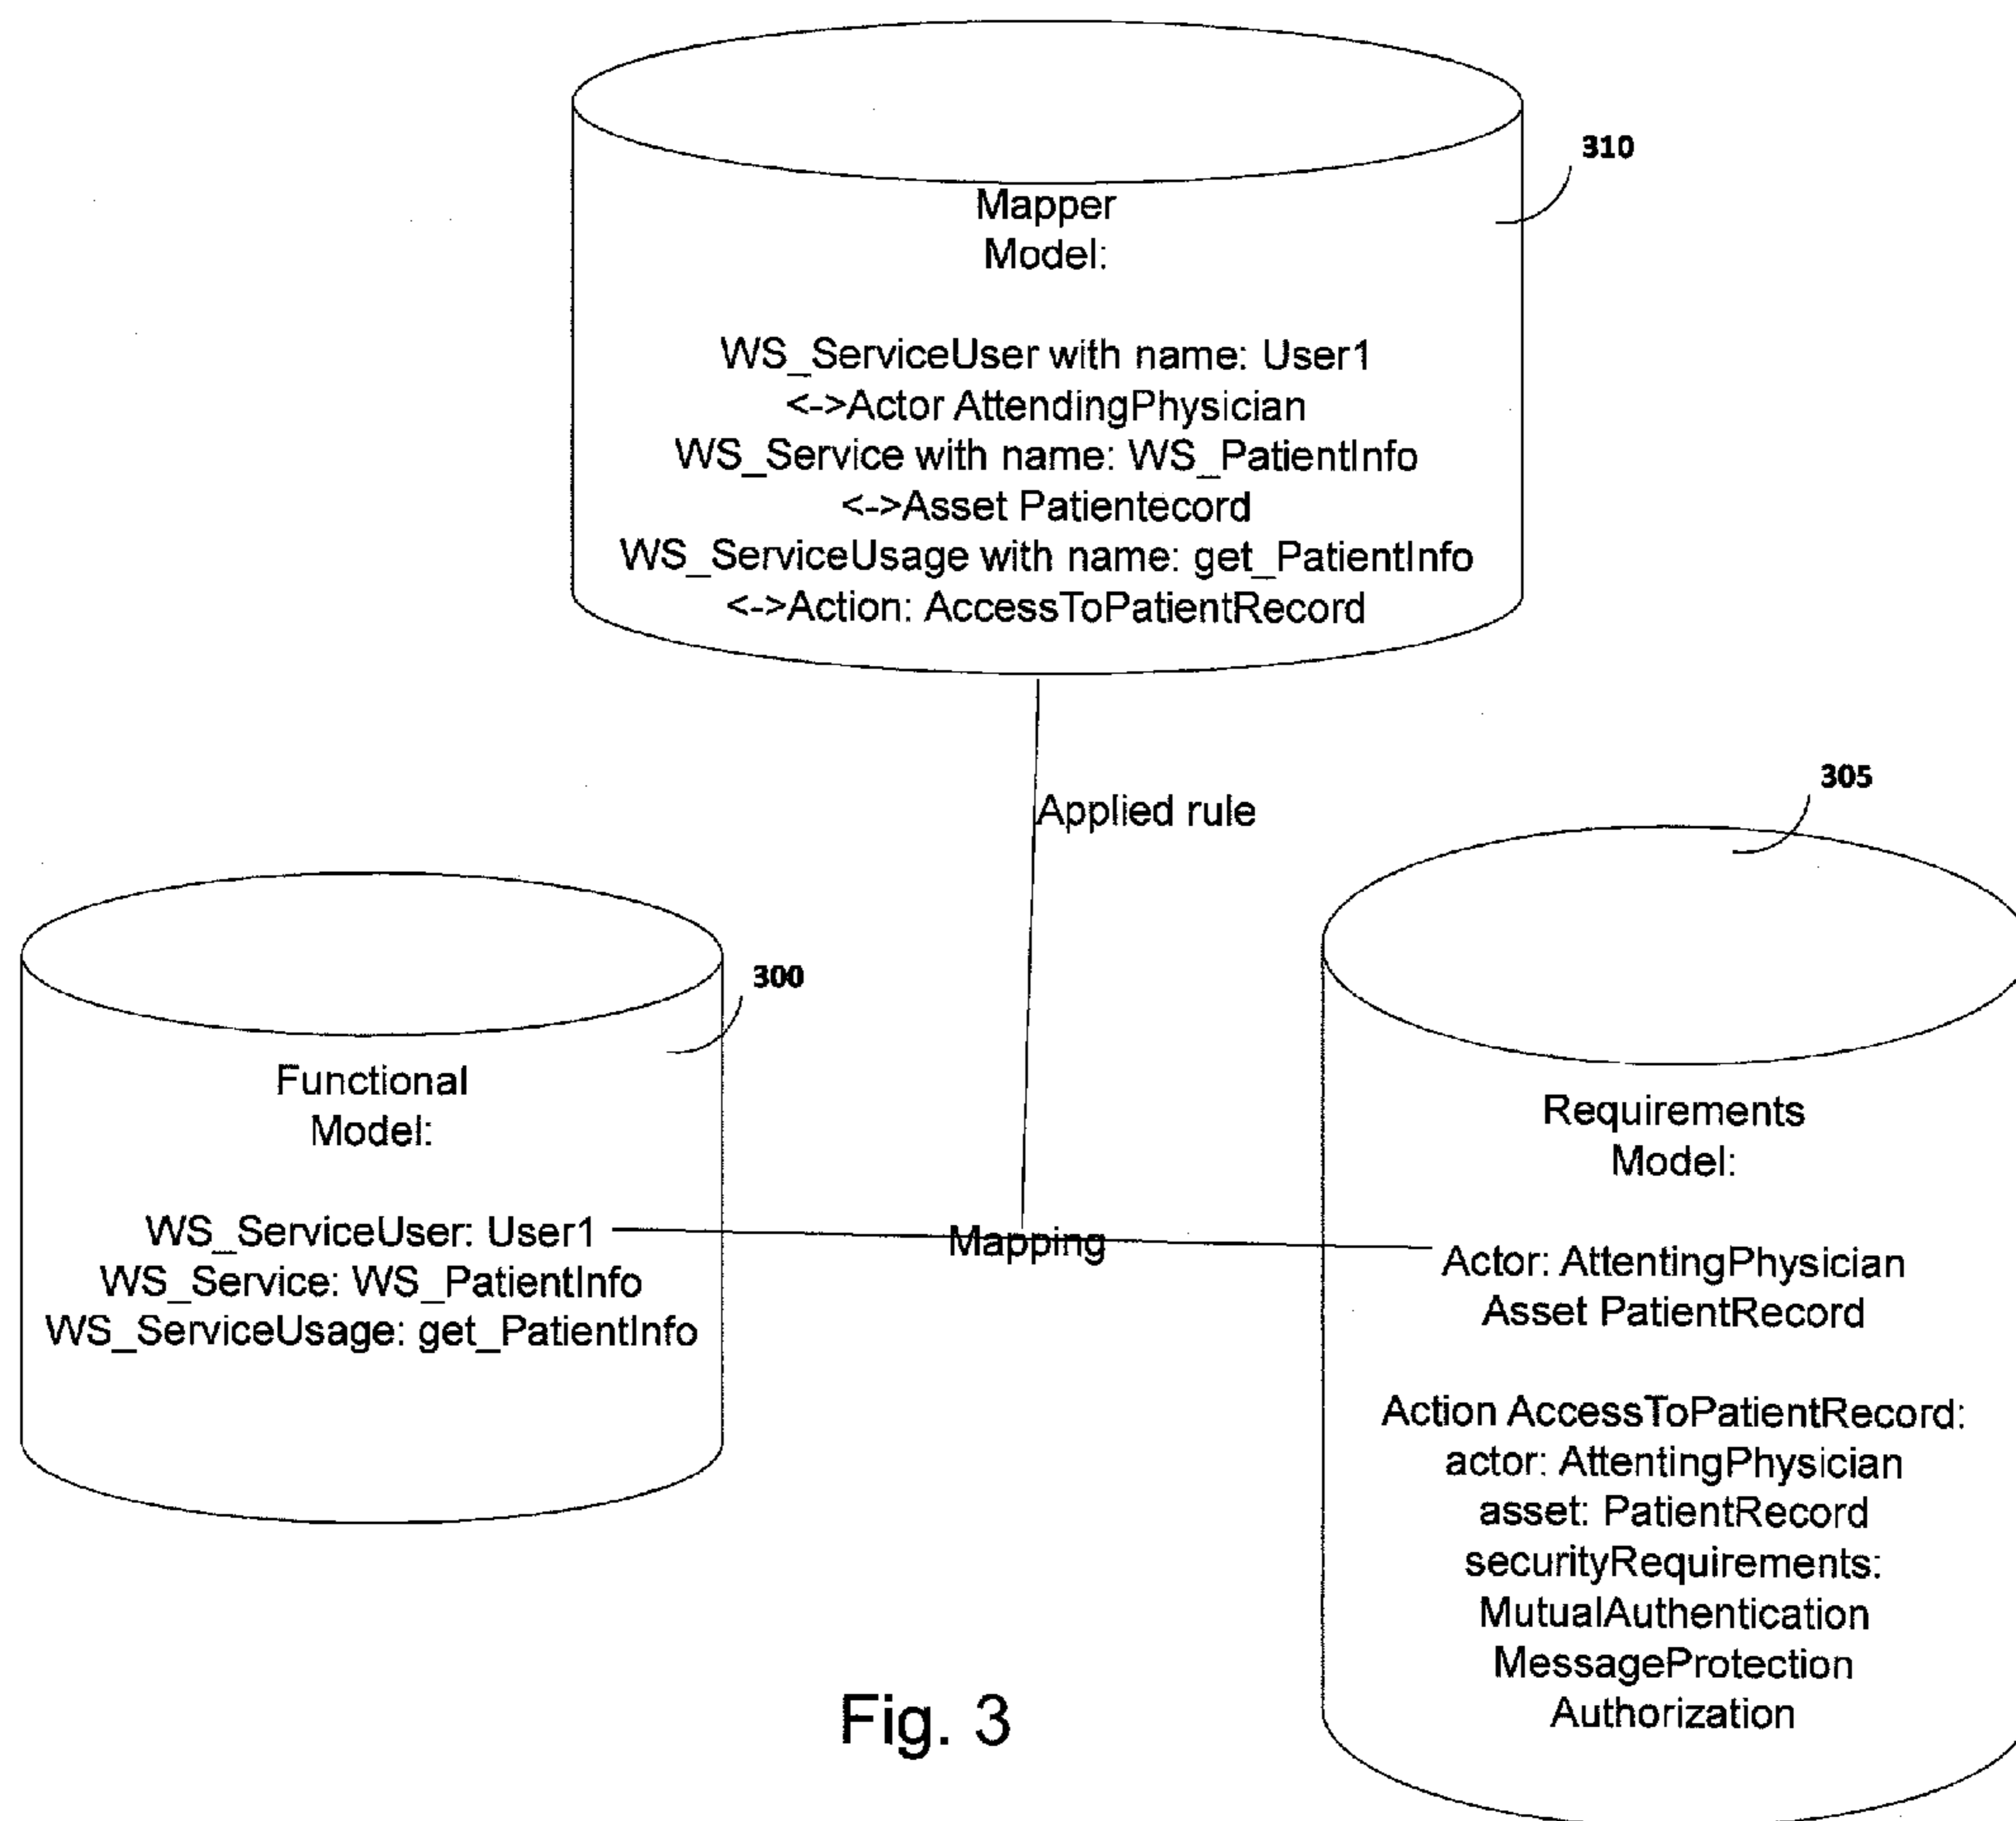 310
Mapper
Model:
WS_ServiceUser with name: User1
<->Actor AttendingPhysician
WS_Service with name: WS_PatientInfo
<->Asset Patientecord
WS_ServiceUsage with name: get_PatientInfo
<->Action: AccessToPatientRecord
Applied rule
305
300
Functional
Model:
WS_ServiceUser: User1
WS_Service: WS_PatientInfo
WS_ServiceUsage: get_PatientInfo
Mapping
Requirements
Model:
Actor: AttentingPhysician
Asset PatientRecord
Action AccessToPatientRecord:
actor: AttentingPhysician
asset: PatientRecord
securityRequirements:
MutualAuthentication
MessageProtection
Authorization
Fig. 3